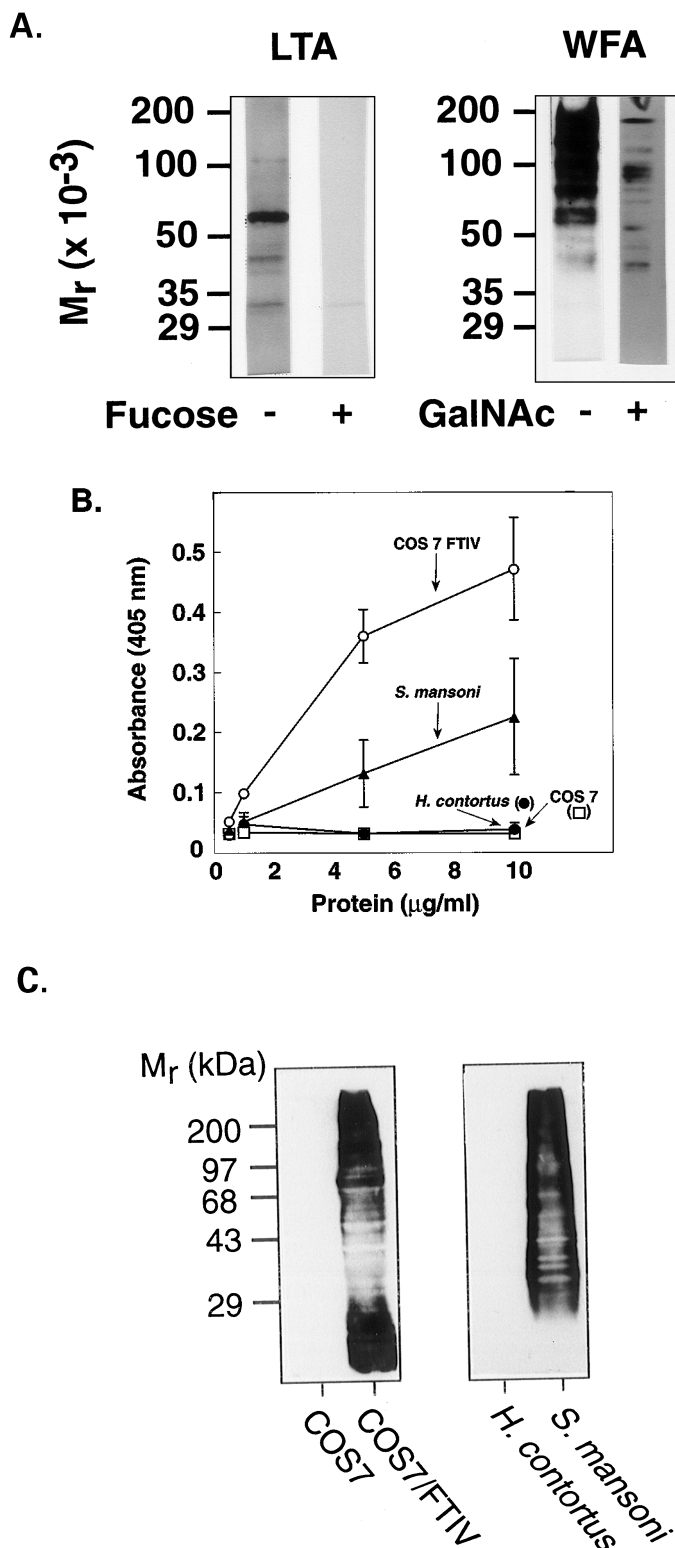 A.
LTA
WFA
M_r (x 10^-3)
200
100
50
35
29
200
100
50
35
29
Fucose - +
GalNAc - +
B.
Absorbance (405 nm)
0.5
0.4
0.3
0.2
0.1
0
COS 7 FTIV
S. mansoni
H. contortus (●)
COS 7
(□)
0 2 4 6 8 10
Protein (μg/ml)
C.
M_r (kDa)
200
97
68
43
29
COS7
COS7/FTIV
H. contortus
S. mansoni